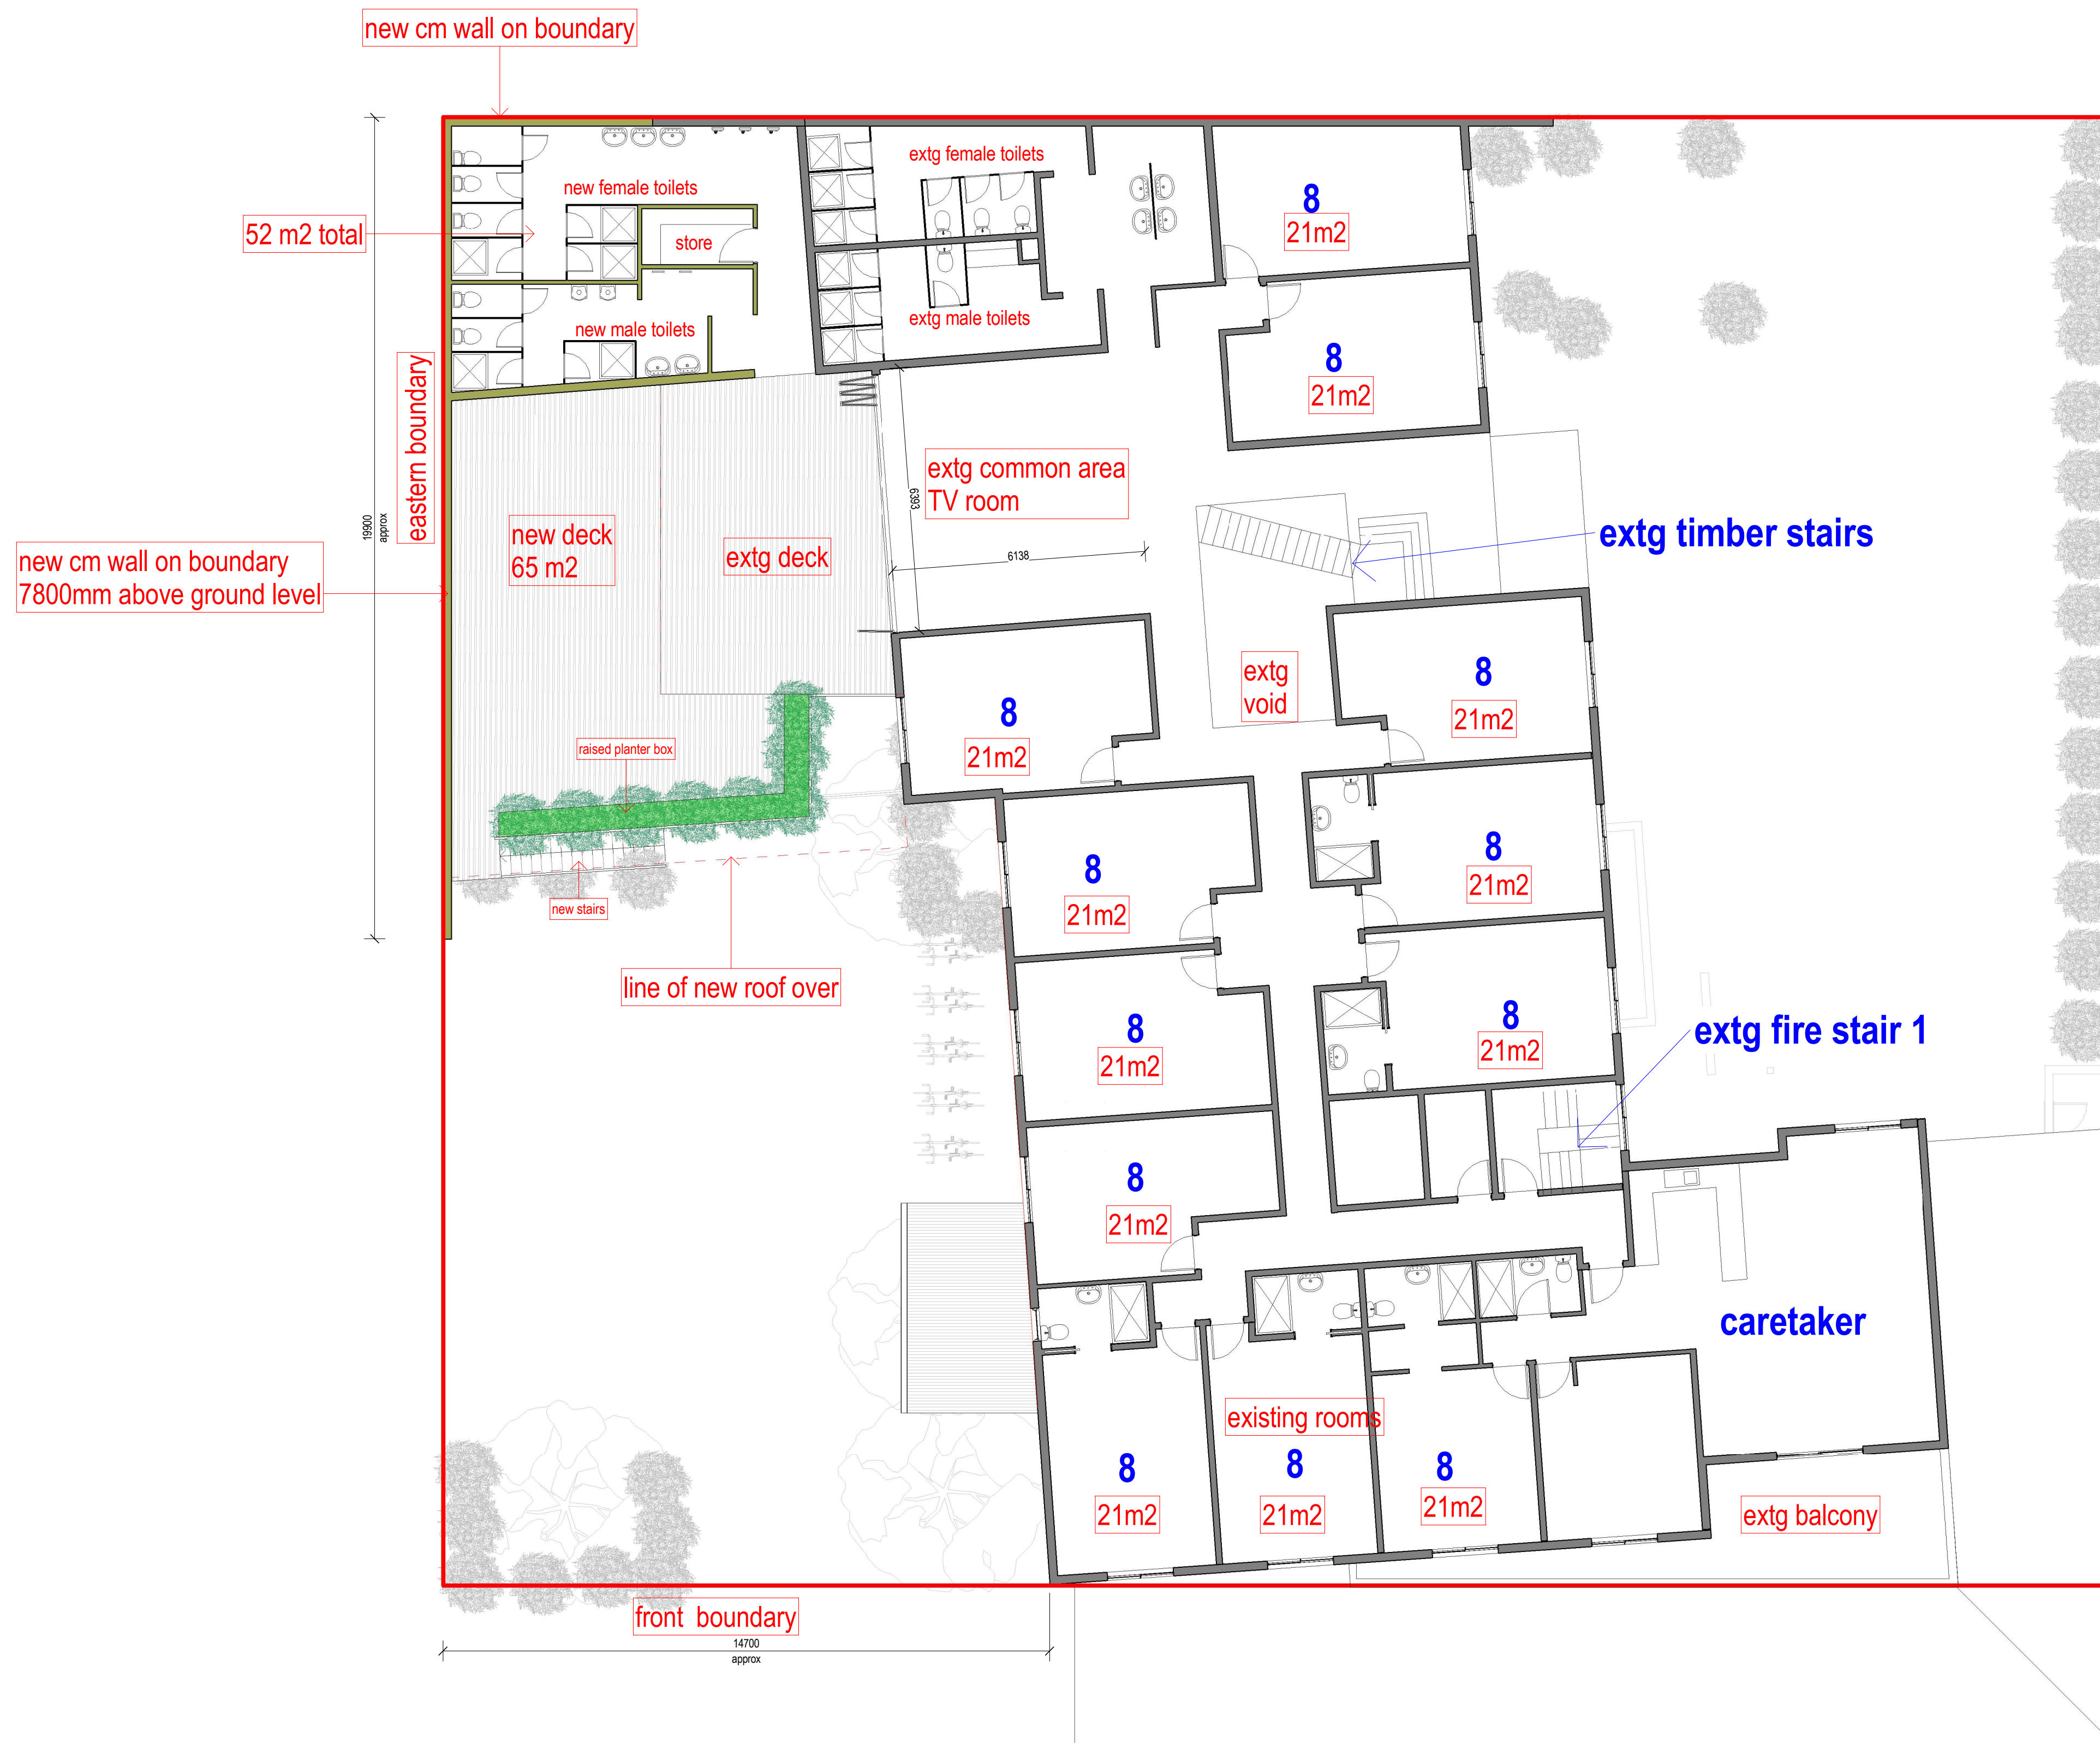 new cm wall on boundary
extg female toilets
new female toilets
8
21m2
52 m2 total
store
extg male toilets
new male toilets
8
21m2
eastern boundary
19900
approx
6393
extg common area
TV room
new deck
65 m2
extg deck
6138
extg timber stairs
new cm wall on boundary
7800mm above ground level
8
21m2
extg
void
8
21m2
raised planter box
8
21m2
8
21m2
new stairs
line of new roof over
8
21m2
8
21m2
extg fire stair 1
8
21m2
caretaker
existing rooms
8
21m2
8
21m2
8
21m2
extg balcony
front boundary
14700
approx